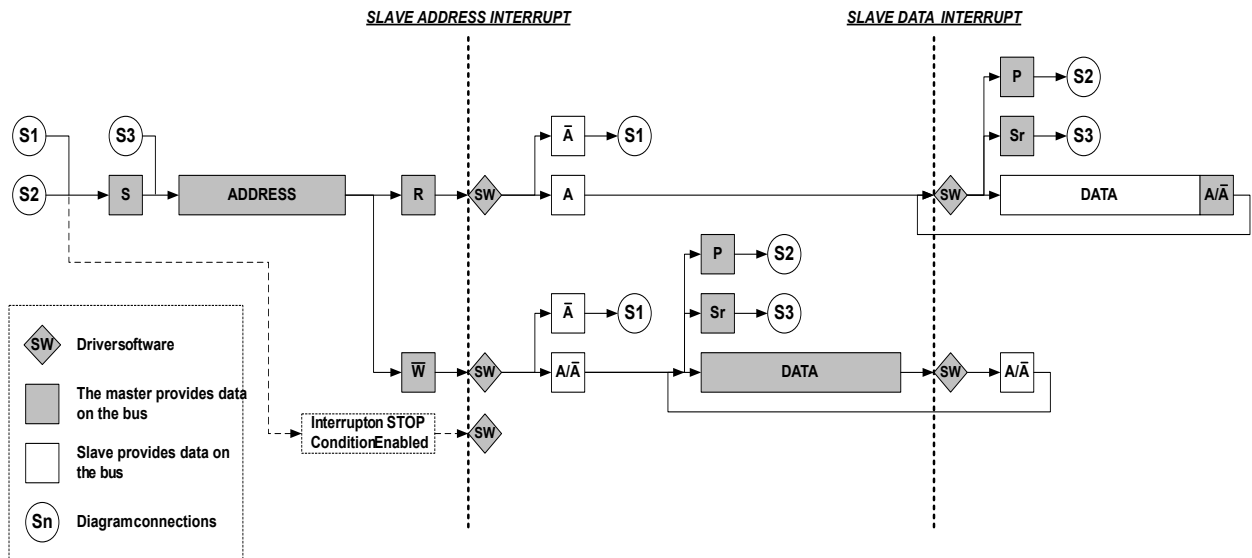 SLAVE ADDRESS INTERRUPT
SLAVE DATA INTERRUPT
P
S2
S1
S3
A̅
S1
Sr
S3
S2
S
ADDRESS
R
SW
A
SW
DATA
A/A̅
P
S2
A̅
S1
Sr
S3
W̅
SW
A/A̅
DATA
SW
A/A̅
Interrupton STOP
ConditionEnabled
SW
SW
Driversoftware
The master provides data
on the bus
Slave provides data on
the bus
Sn
Diagramconnections